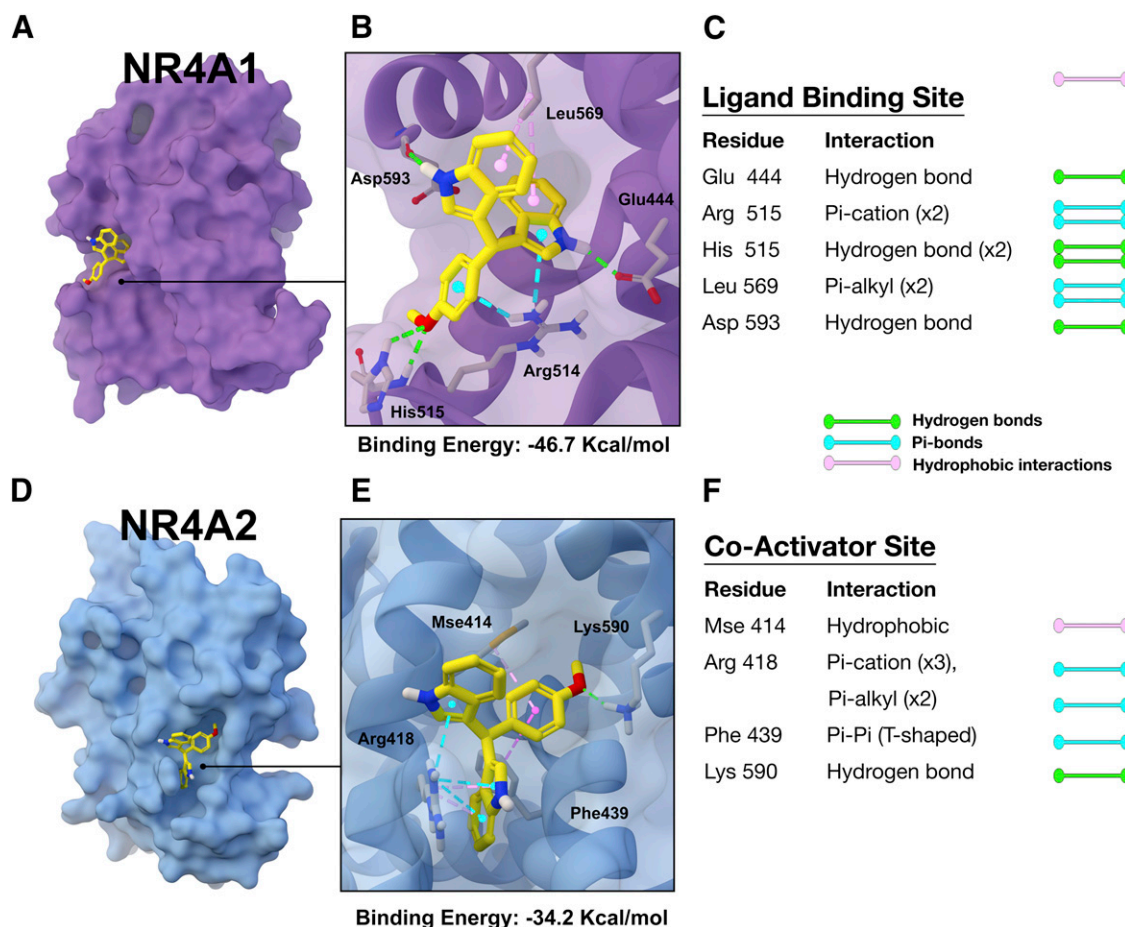 A
NR4A1
B
Leu569
Asp593
Glu444
Arg514
His515
Binding Energy: -46.7 Kcal/mol
C
Ligand Binding Site
Residue Interaction
Glu 444 Hydrogen bond
Arg 515 Pi-cation (x2)
His 515 Hydrogen bond (x2)
Leu 569 Pi-alkyl (x2)
Asp 593 Hydrogen bond
Hydrogen bonds
Pi-bonds
Hydrophobic interactions
D
NR4A2
E
Mse414
Lys590
Arg418
Phe439
Binding Energy: -34.2 Kcal/mol
F
Co-Activator Site
Residue Interaction
Mse 414 Hydrophobic
Arg 418 Pi-cation (x3),
Pi-alkyl (x2)
Phe 439 Pi-Pi (T-shaped)
Lys 590 Hydrogen bond